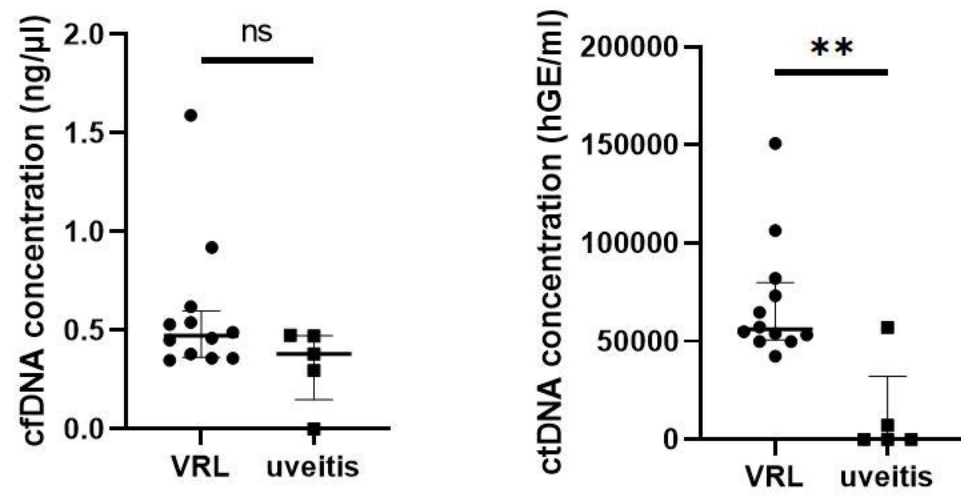 cfDNA concentration (ng/µl)
2.0
1.5
1.0
0.5
0.0
ns
VRL
uveitis
ctDNA concentration (hGE/ml)
200000
150000
100000
50000
0
**
VRL
uveitis